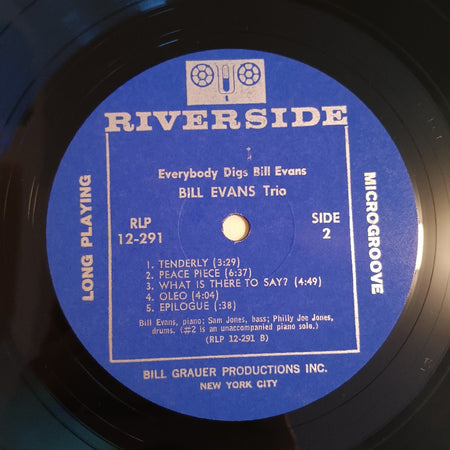 RIVERSIDE
Everybody Digs Bill Evans
BILL EVANS Trio
LONG PLAYING
MICROGROOVE
RLP
12-291
SIDE
2
1. TENDERLY (3:29)
2. PEACE PIECE (6:37)
3. WHAT IS THERE TO SAY? (4:49)
4. OLEO (4:04)
5. EPILOGUE (:38)
Bill Evans, piano; Sam Jones, bass; Philly Joe Jones,
drums. (#2 is an unaccompanied piano solo.)
(RLP 12-291 B)
BILL GRAUER PRODUCTIONS INC.
NEW YORK CITY